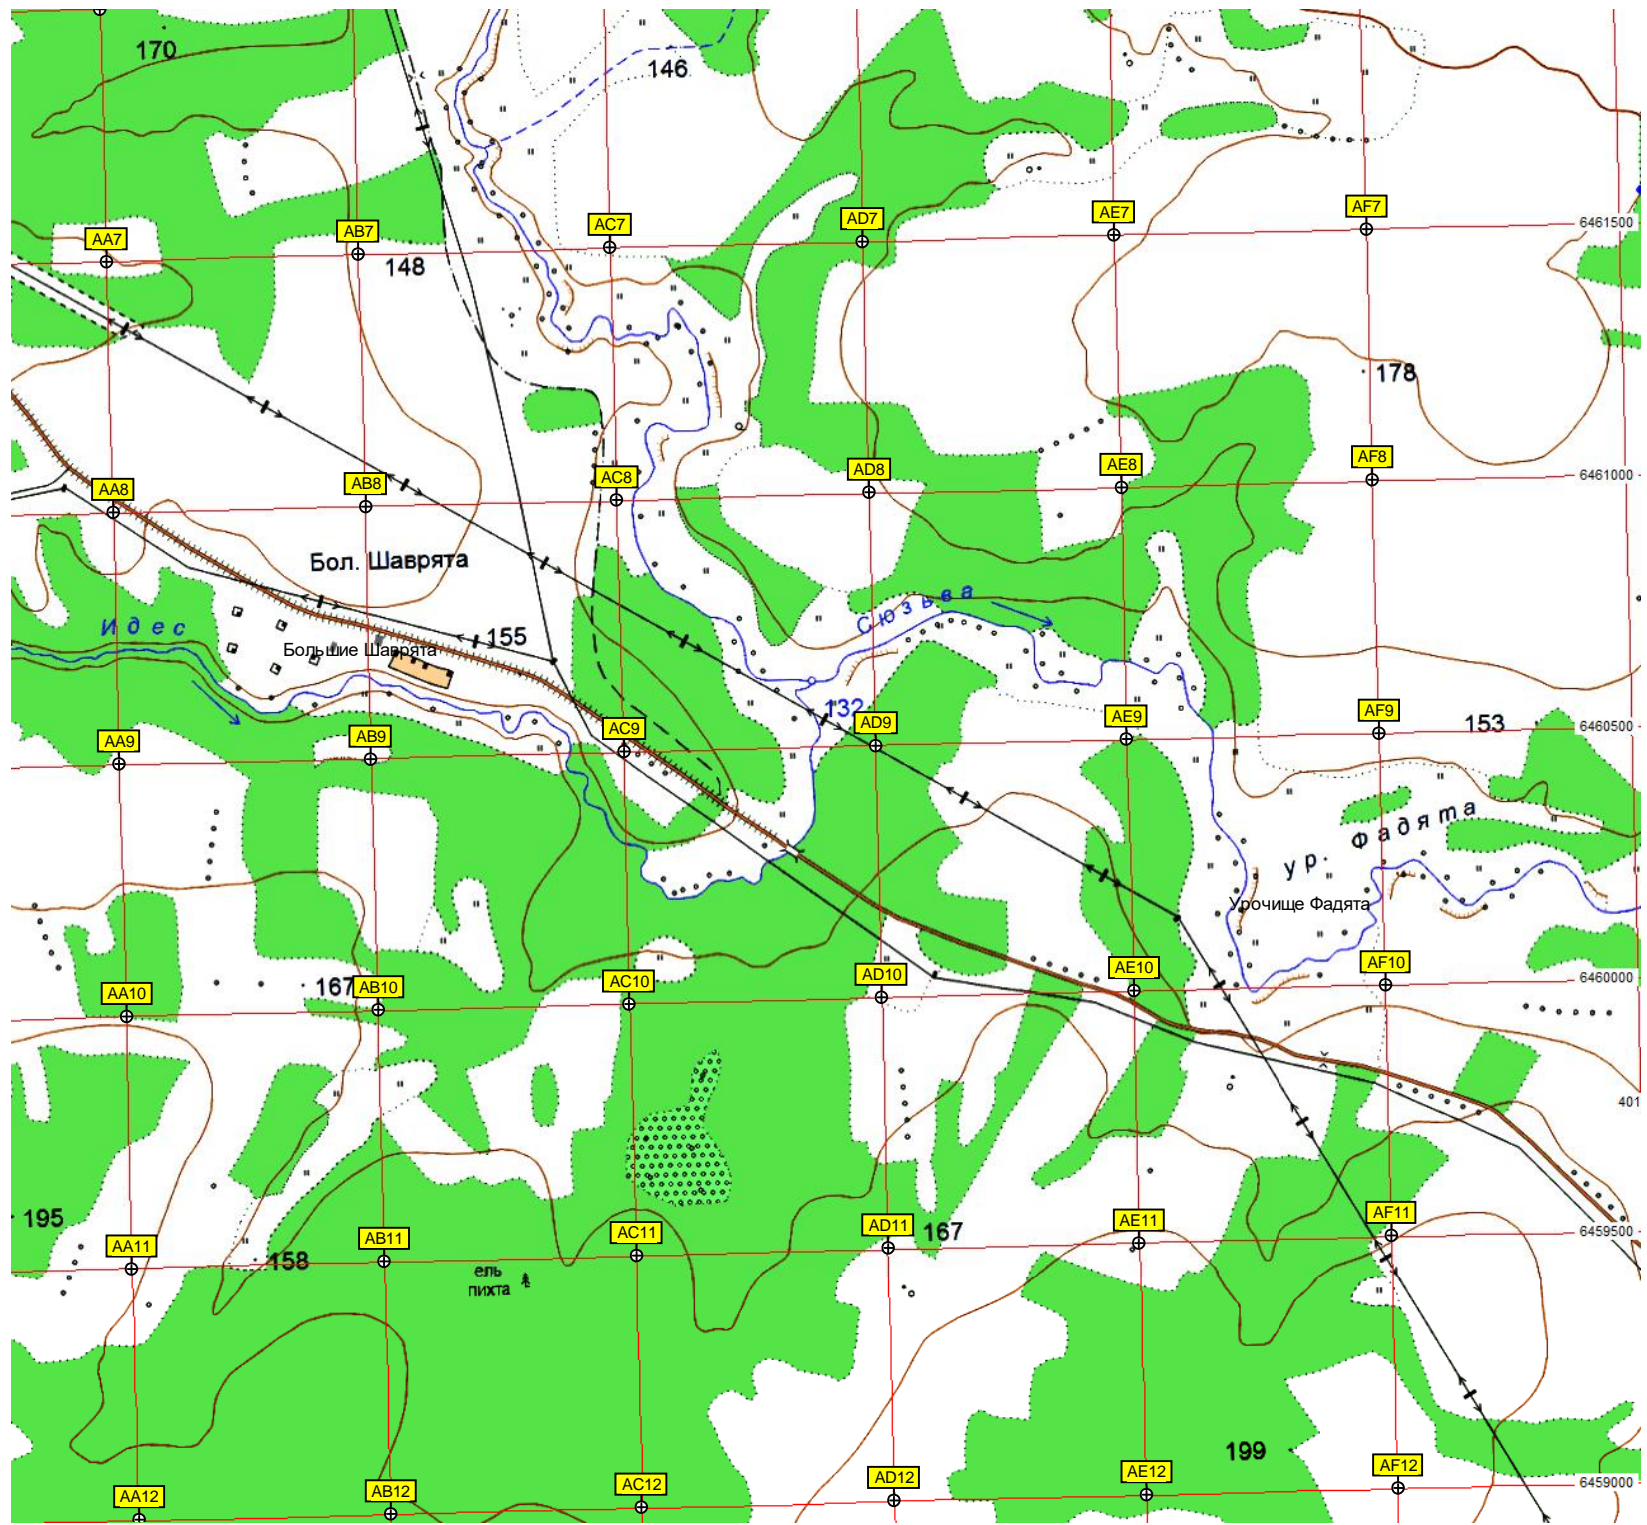 170
146
AA7
AB7
AC7
AD7
AE7
AF7
6461500
148
178
AA8
AB8
AC8
AD8
AE8
AF8
6461000
Бол. Шаврята
Сюзьва
Идес
155
Большие Шаврята
132
AA9
AB9
AC9
AD9
AE9
AF9
153
6460500
ур. Фадята
Урочище Фадята
167
AA10
AB10
AC10
AD10
AE10
AF10
6460000
401
195
158
167
AA11
AB11
AC11
AD11
AE11
AF11
6459500
ель
пихта
199
AA12
AB12
AC12
AD12
AE12
AF12
6459000